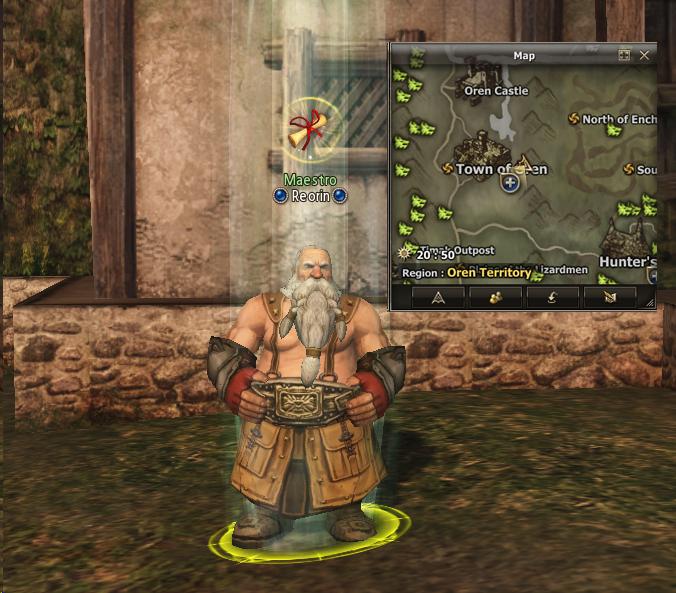 Map
Oren Castle
North of Ench
Town of Oren
Sou
Outpost
20 : 50
Hunter's
Lizardmen
Region : Oren Territory
Maestro
Reorin